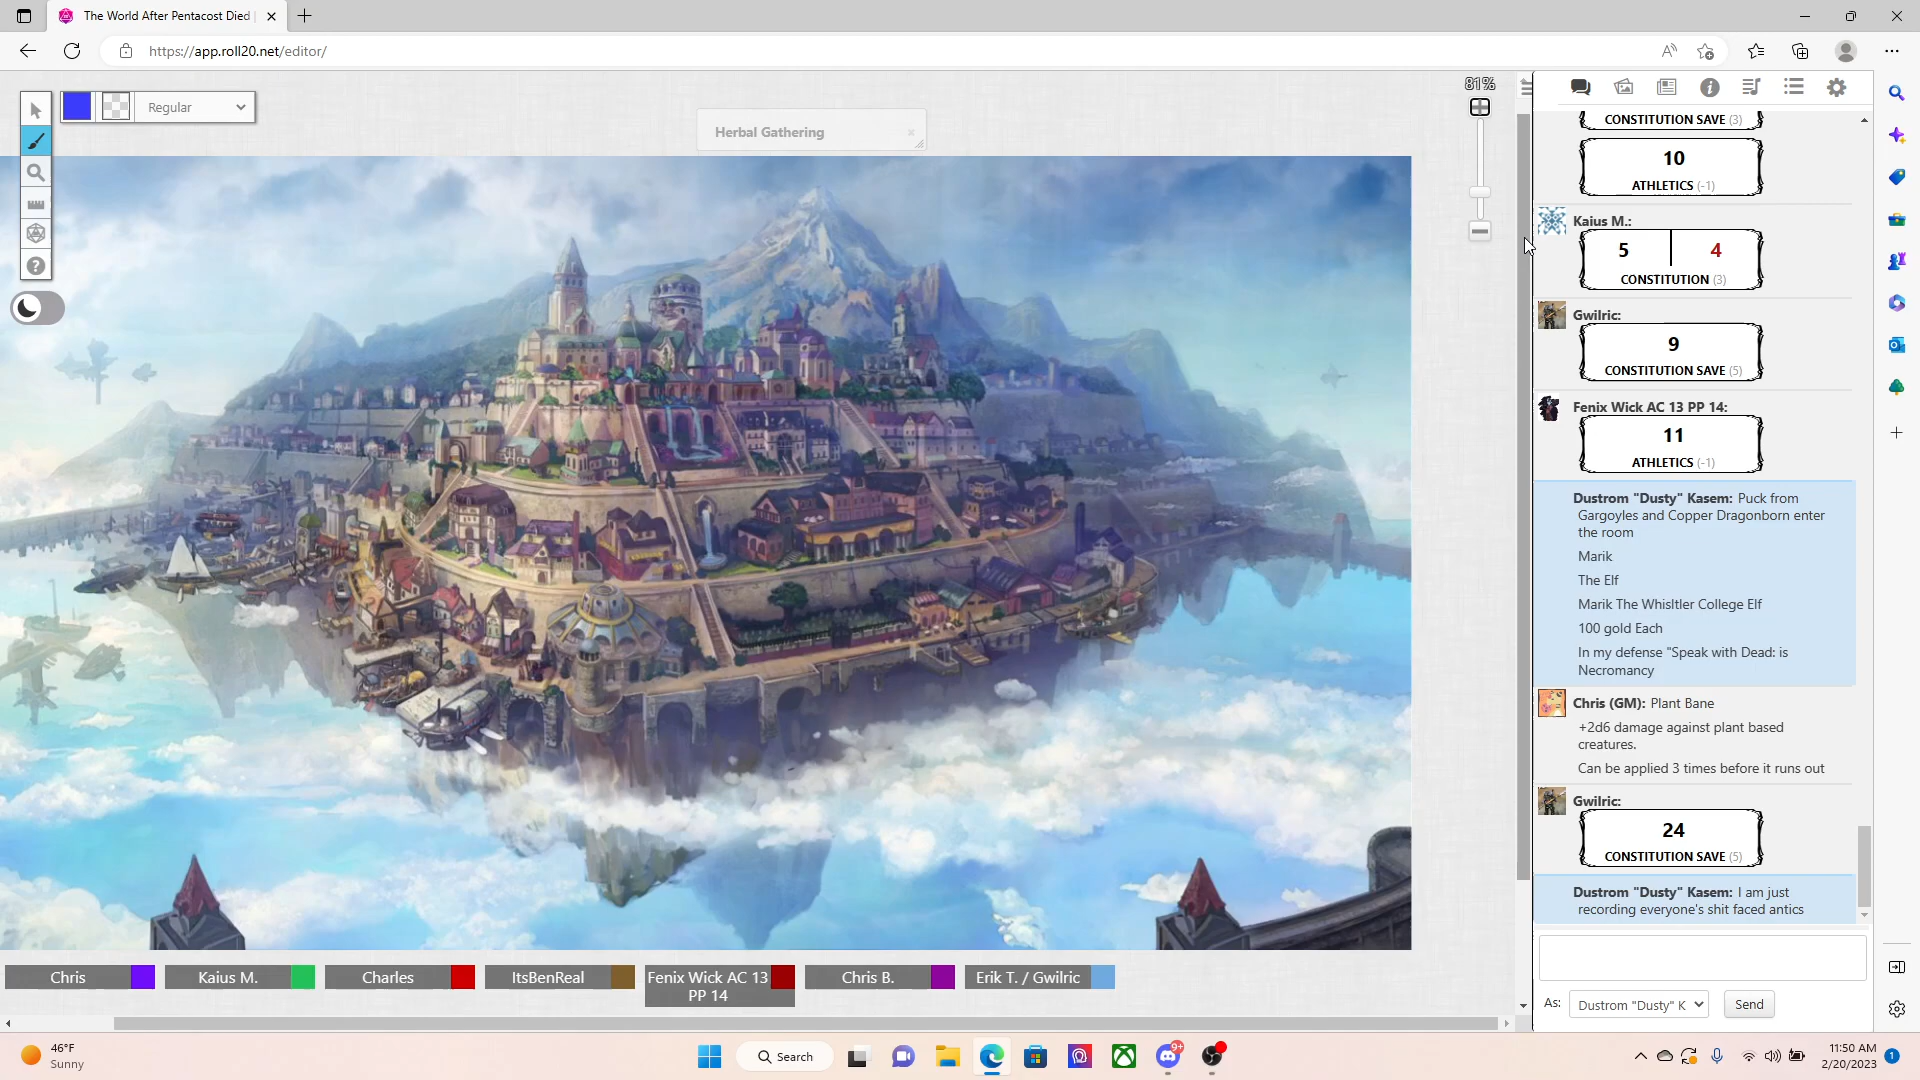 The World After Pentacost Died |
https://app.roll20.net/editor/
Regular
Herbal Gathering
81%
CONSTITUTION SAVE (3)
10
ATHLETICS (-1)
Kaius M.:
5 4
CONSTITUTION (3)
Gwilric:
9
CONSTITUTION SAVE (5)
Fenix Wick AC 13 PP 14:
11
ATHLETICS (-1)
Dustrom "Dusty" Kasem: Puck from
Gargoyles and Copper Dragonborn enter
the room
Marik
The Elf
Marik The Whisltler College Elf
100 gold Each
In my defense "Speak with Dead: is
Necromancy
Chris (GM): Plant Bane
+2d6 damage against plant based
creatures.
Can be applied 3 times before it runs out
Gwilric:
24
CONSTITUTION SAVE (5)
Dustrom "Dusty" Kasem: I am just
recording everyone's shit faced antics
As: Dustrom "Dusty" K Send
Chris
Kaius M.
Charles
ItsBenReal
Fenix Wick AC 13
PP 14
Chris B.
Erik T. / Gwilric
46°F
Sunny
Search
9+
11:50 AM
2/20/2023
1